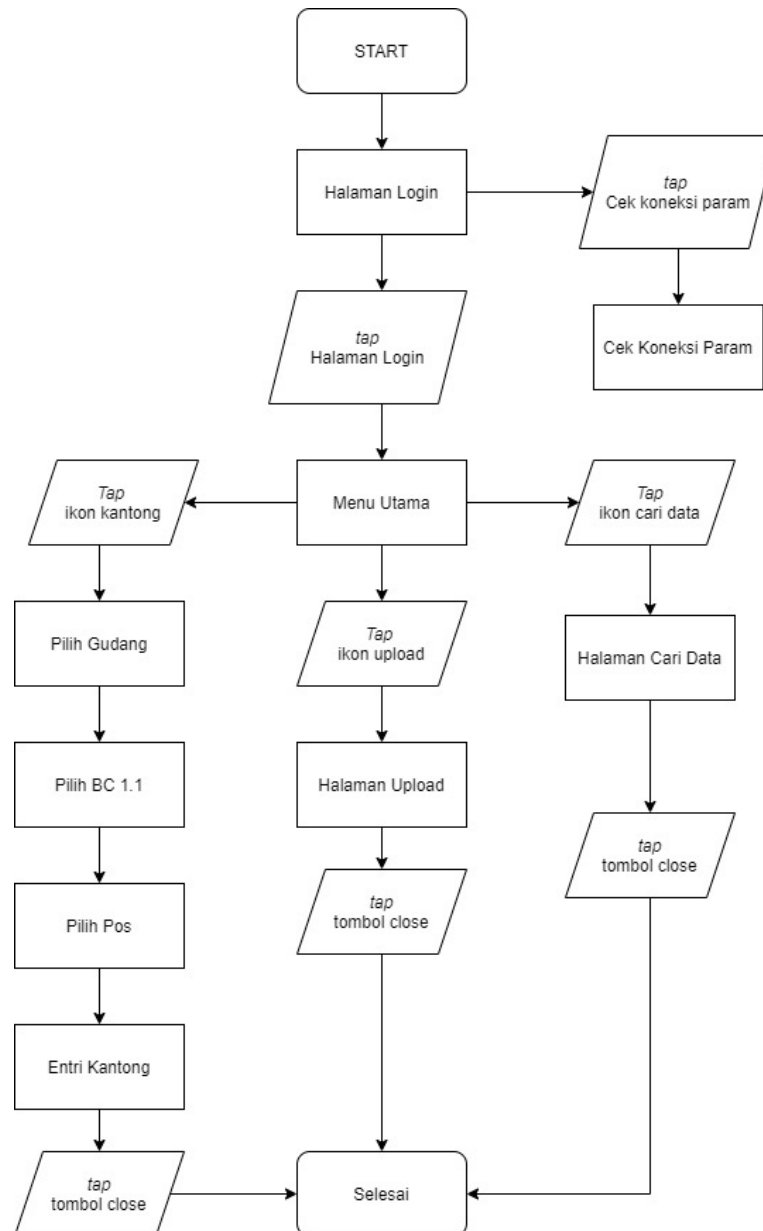 START
Halaman Login
tap
Cek koneksi param
Cek Koneksi Param
tap
Halaman Login
Tap
ikon kantong
Menu Utama
Tap
ikon cari data
Pilih Gudang
Tap
ikon upload
Halaman Cari Data
Pilih BC 1.1
Halaman Upload
tap
tombol close
Pilih Pos
tap
tombol close
Entri Kantong
tap
tombol close
Selesai